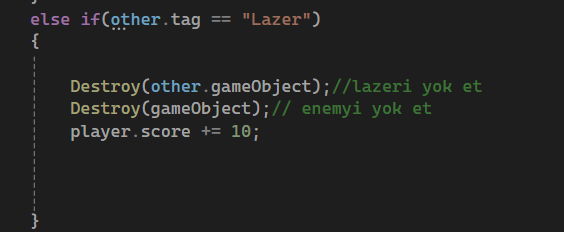 }
else if(other.tag == "Lazer")
{
Destroy(other.gameObject);//lazeri yok et
Destroy(gameObject);// enemyi yok et
player.score += 10;
}